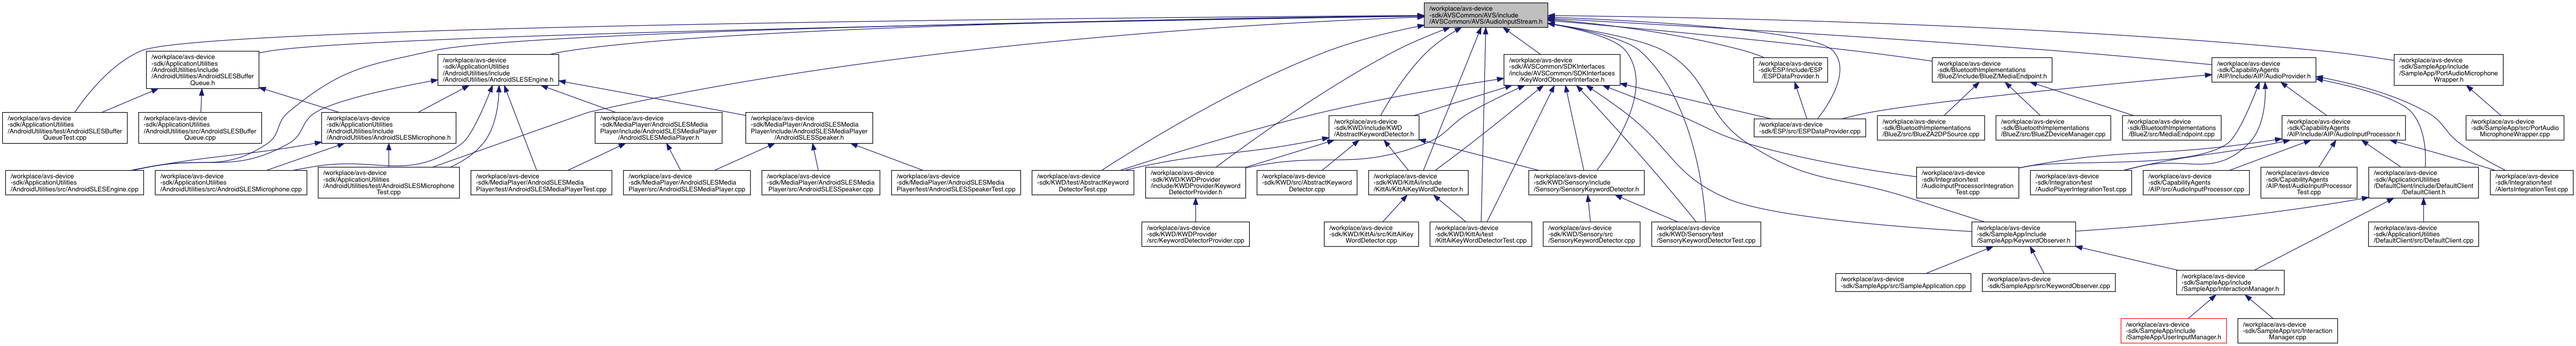 /workplace/avs-device
-sdk/AVSCommon/AVS/include
/AVSCommon/AVS/AudioInputStream.h
/workplace/avs-device
-sdk/ApplicationUtilities
/AndroidUtilities/include
/AndroidUtilities/AndroidSLESBuffer
Queue.h
/workplace/avs-device
-sdk/ApplicationUtilities
/AndroidUtilities/include
/AndroidUtilities/AndroidSLESEngine.h
/workplace/avs-device
-sdk/AVSCommon/SDKInterfaces
/include/AVSCommon/SDKInterfaces
/KeyWordObserverInterface.h
/workplace/avs-device
-sdk/ESP/include/ESP
/ESPDataProvider.h
/workplace/avs-device
-sdk/BluetoothImplementations
/BlueZ/include/BlueZ/MediaEndpoint.h
/workplace/avs-device
-sdk/CapabilityAgents
/AIP/include/AIP/AudioProvider.h
/workplace/avs-device
-sdk/SampleApp/include
/SampleApp/PortAudioMicrophone
Wrapper.h
/workplace/avs-device
-sdk/ApplicationUtilities
/AndroidUtilities/test/AndroidSLESBuffer
QueueTest.cpp
/workplace/avs-device
-sdk/ApplicationUtilities
/AndroidUtilities/src/AndroidSLESBuffer
Queue.cpp
/workplace/avs-device
-sdk/ApplicationUtilities
/AndroidUtilities/include
/AndroidUtilities/AndroidSLESMicrophone.h
/workplace/avs-device
-sdk/MediaPlayer/AndroidSLESMedia
Player/include/AndroidSLESMediaPlayer
/AndroidSLESMediaPlayer.h
/workplace/avs-device
-sdk/MediaPlayer/AndroidSLESMedia
Player/include/AndroidSLESMediaPlayer
/AndroidSLESSpeaker.h
/workplace/avs-device
-sdk/KWD/include/KWD
/AbstractKeywordDetector.h
/workplace/avs-device
-sdk/ESP/src/ESPDataProvider.cpp
/workplace/avs-device
-sdk/BluetoothImplementations
/BlueZ/src/BlueZA2DPSource.cpp
/workplace/avs-device
-sdk/BluetoothImplementations
/BlueZ/src/BlueZDeviceManager.cpp
/workplace/avs-device
-sdk/BluetoothImplementations
/BlueZ/src/MediaEndpoint.cpp
/workplace/avs-device
-sdk/CapabilityAgents
/AIP/include/AIP/AudioInputProcessor.h
/workplace/avs-device
-sdk/SampleApp/src/PortAudio
MicrophoneWrapper.cpp
/workplace/avs-device
-sdk/ApplicationUtilities
/AndroidUtilities/src/AndroidSLESEngine.cpp
/workplace/avs-device
-sdk/ApplicationUtilities
/AndroidUtilities/src/AndroidSLESMicrophone.cpp
/workplace/avs-device
-sdk/ApplicationUtilities
/AndroidUtilities/test/AndroidSLESMicrophone
Test.cpp
/workplace/avs-device
-sdk/MediaPlayer/AndroidSLESMedia
Player/test/AndroidSLESMediaPlayerTest.cpp
/workplace/avs-device
-sdk/MediaPlayer/AndroidSLESMedia
Player/src/AndroidSLESMediaPlayer.cpp
/workplace/avs-device
-sdk/MediaPlayer/AndroidSLESMedia
Player/src/AndroidSLESSpeaker.cpp
/workplace/avs-device
-sdk/MediaPlayer/AndroidSLESMedia
Player/test/AndroidSLESSpeakerTest.cpp
/workplace/avs-device
-sdk/KWD/test/AbstractKeyword
DetectorTest.cpp
/workplace/avs-device
-sdk/KWD/KWDProvider
/include/KWDProvider/Keyword
DetectorProvider.h
/workplace/avs-device
-sdk/KWD/src/AbstractKeyword
Detector.cpp
/workplace/avs-device
-sdk/KWD/KittAi/include
/KittAi/KittAiKeyWordDetector.h
/workplace/avs-device
-sdk/KWD/Sensory/include
/Sensory/SensoryKeywordDetector.h
/workplace/avs-device
-sdk/Integration/test
/AudioInputProcessorIntegration
Test.cpp
/workplace/avs-device
-sdk/Integration/test
/AudioPlayerIntegrationTest.cpp
/workplace/avs-device
-sdk/CapabilityAgents
/AIP/src/AudioInputProcessor.cpp
/workplace/avs-device
-sdk/CapabilityAgents
/AIP/test/AudioInputProcessor
Test.cpp
/workplace/avs-device
-sdk/ApplicationUtilities
/DefaultClient/include/DefaultClient
/DefaultClient.h
/workplace/avs-device
-sdk/Integration/test
/AlertsIntegrationTest.cpp
/workplace/avs-device
-sdk/KWD/KWDProvider
/src/KeywordDetectorProvider.cpp
/workplace/avs-device
-sdk/KWD/KittAi/src/KittAiKey
WordDetector.cpp
/workplace/avs-device
-sdk/KWD/KittAi/test
/KittAiKeyWordDetectorTest.cpp
/workplace/avs-device
-sdk/KWD/Sensory/src
/SensoryKeywordDetector.cpp
/workplace/avs-device
-sdk/KWD/Sensory/test
/SensoryKeywordDetectorTest.cpp
/workplace/avs-device
-sdk/SampleApp/include
/SampleApp/KeywordObserver.h
/workplace/avs-device
-sdk/ApplicationUtilities
/DefaultClient/src/DefaultClient.cpp
/workplace/avs-device
-sdk/SampleApp/src/SampleApplication.cpp
/workplace/avs-device
-sdk/SampleApp/src/KeywordObserver.cpp
/workplace/avs-device
-sdk/SampleApp/include
/SampleApp/InteractionManager.h
/workplace/avs-device
-sdk/SampleApp/include
/SampleApp/UserInputManager.h
/workplace/avs-device
-sdk/SampleApp/src/Interaction
Manager.cpp